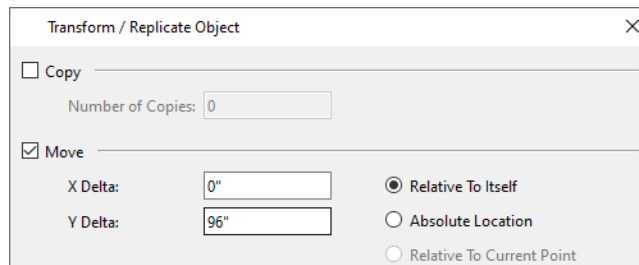 Transform / Replicate Object
Copy
Number of Copies: 0
Move
X Delta: 0" Relative To Itself
Y Delta: 96" Absolute Location
Relative To Current Point